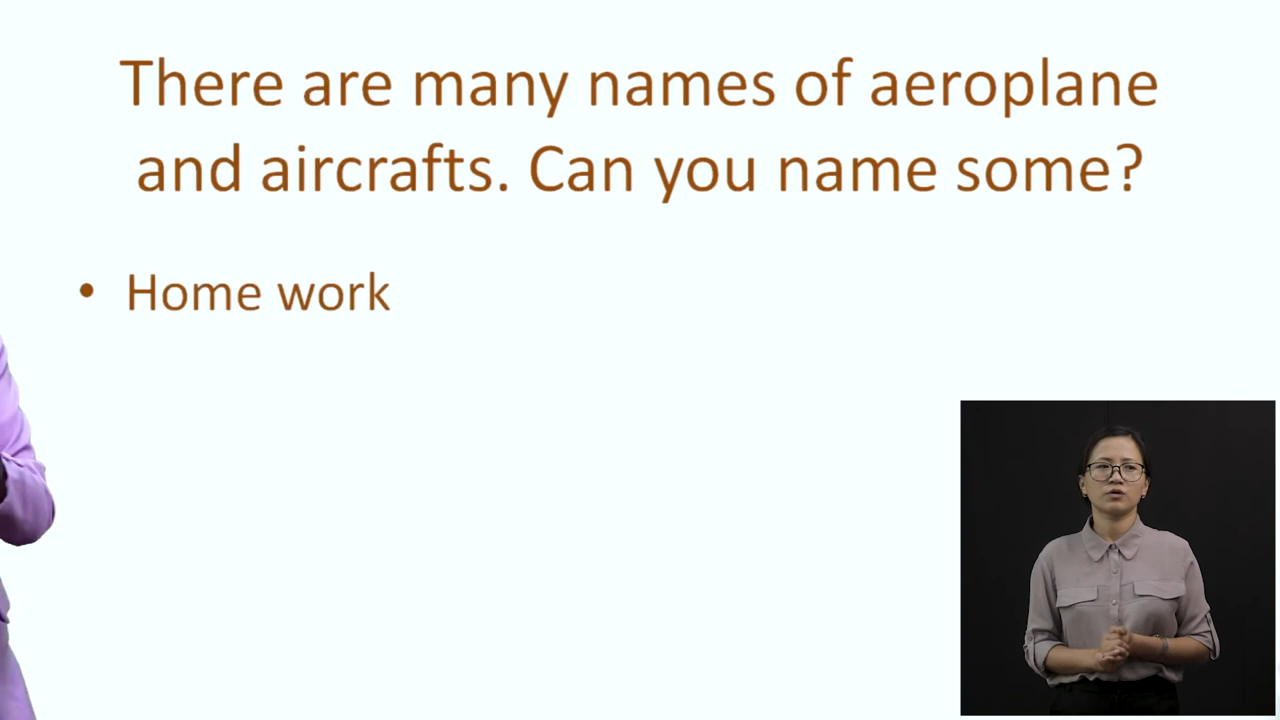 There are many names of aeroplane
and aircrafts. Can you name some?
• Home work